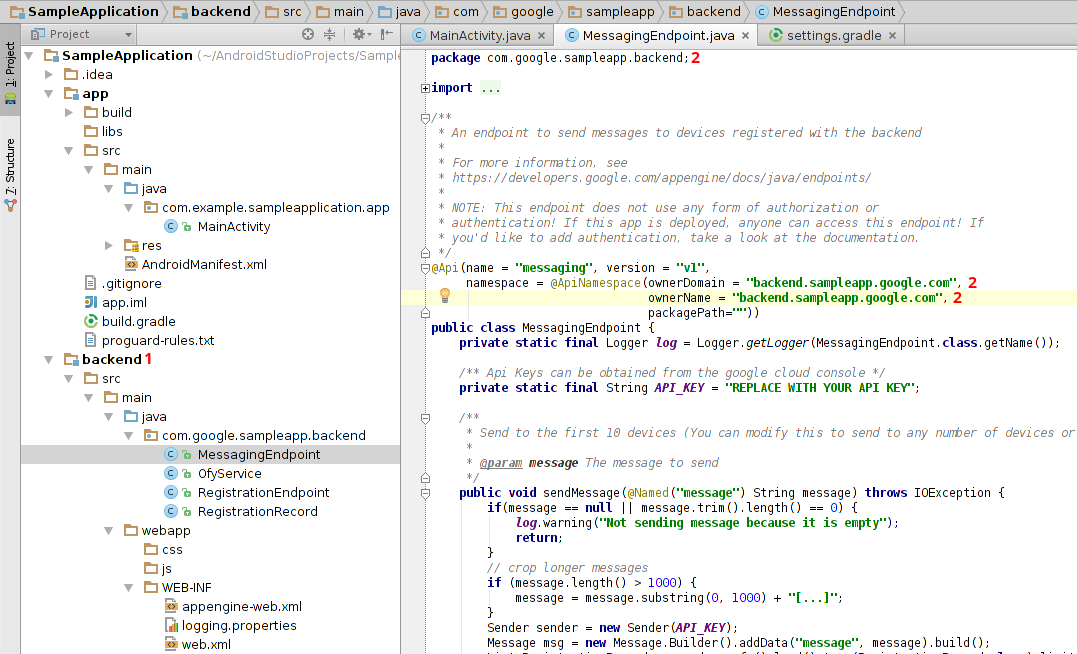 SampleApplication backend src main java com google sampleapp backend MessagingEndpoint
Project
MainActivity.java MessagingEndpoint.java settings.gradle
1: Project
7: Structure
SampleApplication (~/AndroidStudioProjects/Sample
.idea
app
build
libs
src
main
java
com.example.sampleapplication.app
MainActivity
res
AndroidManifest.xml
.gitignore
app.iml
build.gradle
proguard-rules.txt
backend 1
src
main
java
com.google.sampleapp.backend
MessagingEndpoint
OfyService
RegistrationEndpoint
RegistrationRecord
webapp
css
js
WEB-INF
appengine-web.xml
logging.properties
web.xml
package com.google.sampleapp.backend; 2
import ...
/**
* An endpoint to send messages to devices registered with the backend
*
* For more information, see
* https://developers.google.com/appengine/docs/java/endpoints/
*
* NOTE: This endpoint does not use any form of authorization or
* authentication! If this app is deployed, anyone can access this endpoint! If
* you'd like to add authentication, take a look at the documentation.
*/
@Api(name = "messaging", version = "v1",
namespace = @ApiNamespace(ownerDomain = "backend.sampleapp.google.com", 2
ownerName = "backend.sampleapp.google.com", 2
packagePath=""))
public class MessagingEndpoint {
private static final Logger log = Logger.getLogger(MessagingEndpoint.class.getName());
/** Api Keys can be obtained from the google cloud console */
private static final String API_KEY = "REPLACE WITH YOUR API KEY";
/**
* Send to the first 10 devices (You can modify this to send to any number of devices or
*
* @param message The message to send
*/
public void sendMessage(@Named("message") String message) throws IOException {
if(message == null || message.trim().length() == 0) {
log.warning("Not sending message because it is empty");
return;
}
// crop longer messages
if (message.length() > 1000) {
message = message.substring(0, 1000) + "[...]";
}
Sender sender = new Sender(API_KEY);
Message msg = new Message.Builder().addData("message", message).build();